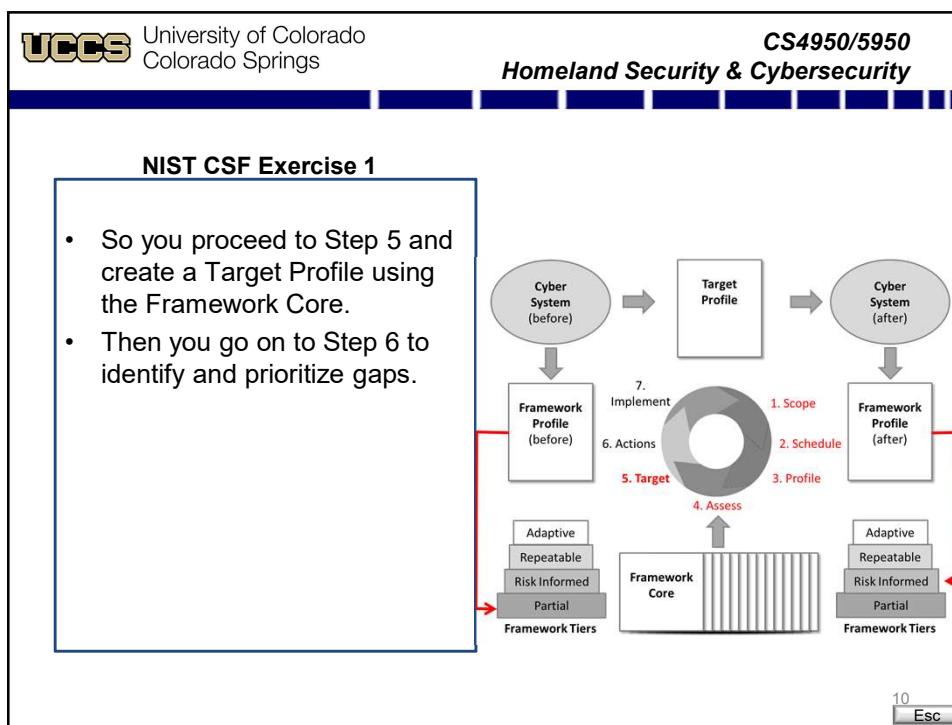 UCCS University of Colorado
Colorado Springs
CS4950/5950
Homeland Security & Cybersecurity
NIST CSF Exercise 1
• So you proceed to Step 5 and
create a Target Profile using
the Framework Core.
• Then you go on to Step 6 to
identify and prioritize gaps.
Cyber
System
(before)
Target
Profile
Cyber
System
(after)
Framework
Profile
(before)
7.
Implement
1. Scope
6. Actions
2. Schedule
5. Target
3. Profile
4. Assess
Framework
Profile
(after)
Adaptive
Repeatable
Risk Informed
Partial
Framework Tiers
Framework
Core
Adaptive
Repeatable
Risk Informed
Partial
Framework Tiers
10
Esc